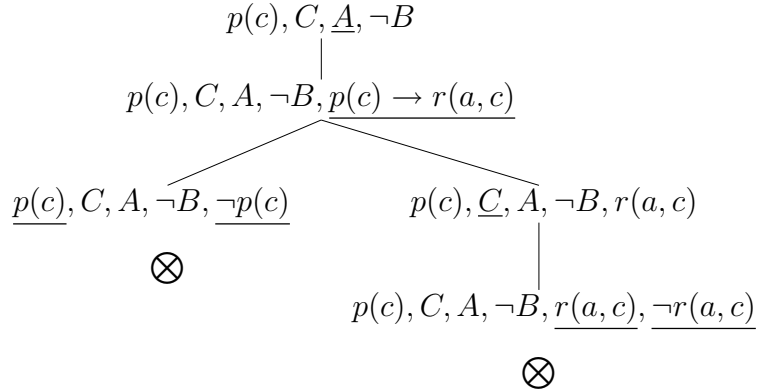 p(c), C, A, ¬B
p(c), C, A, ¬B, p(c) → r(a, c)
p(c), C, A, ¬B, ¬p(c)
p(c), C, A, ¬B, r(a, c)
⊗
p(c), C, A, ¬B, r(a, c), ¬r(a, c)
⊗